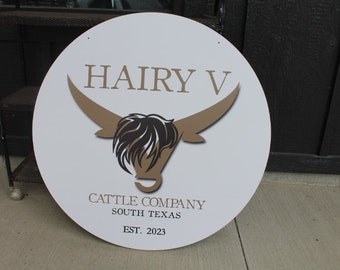 HAIRY V
CATTLE COMPANY
SOUTH TEXAS
EST. 2023